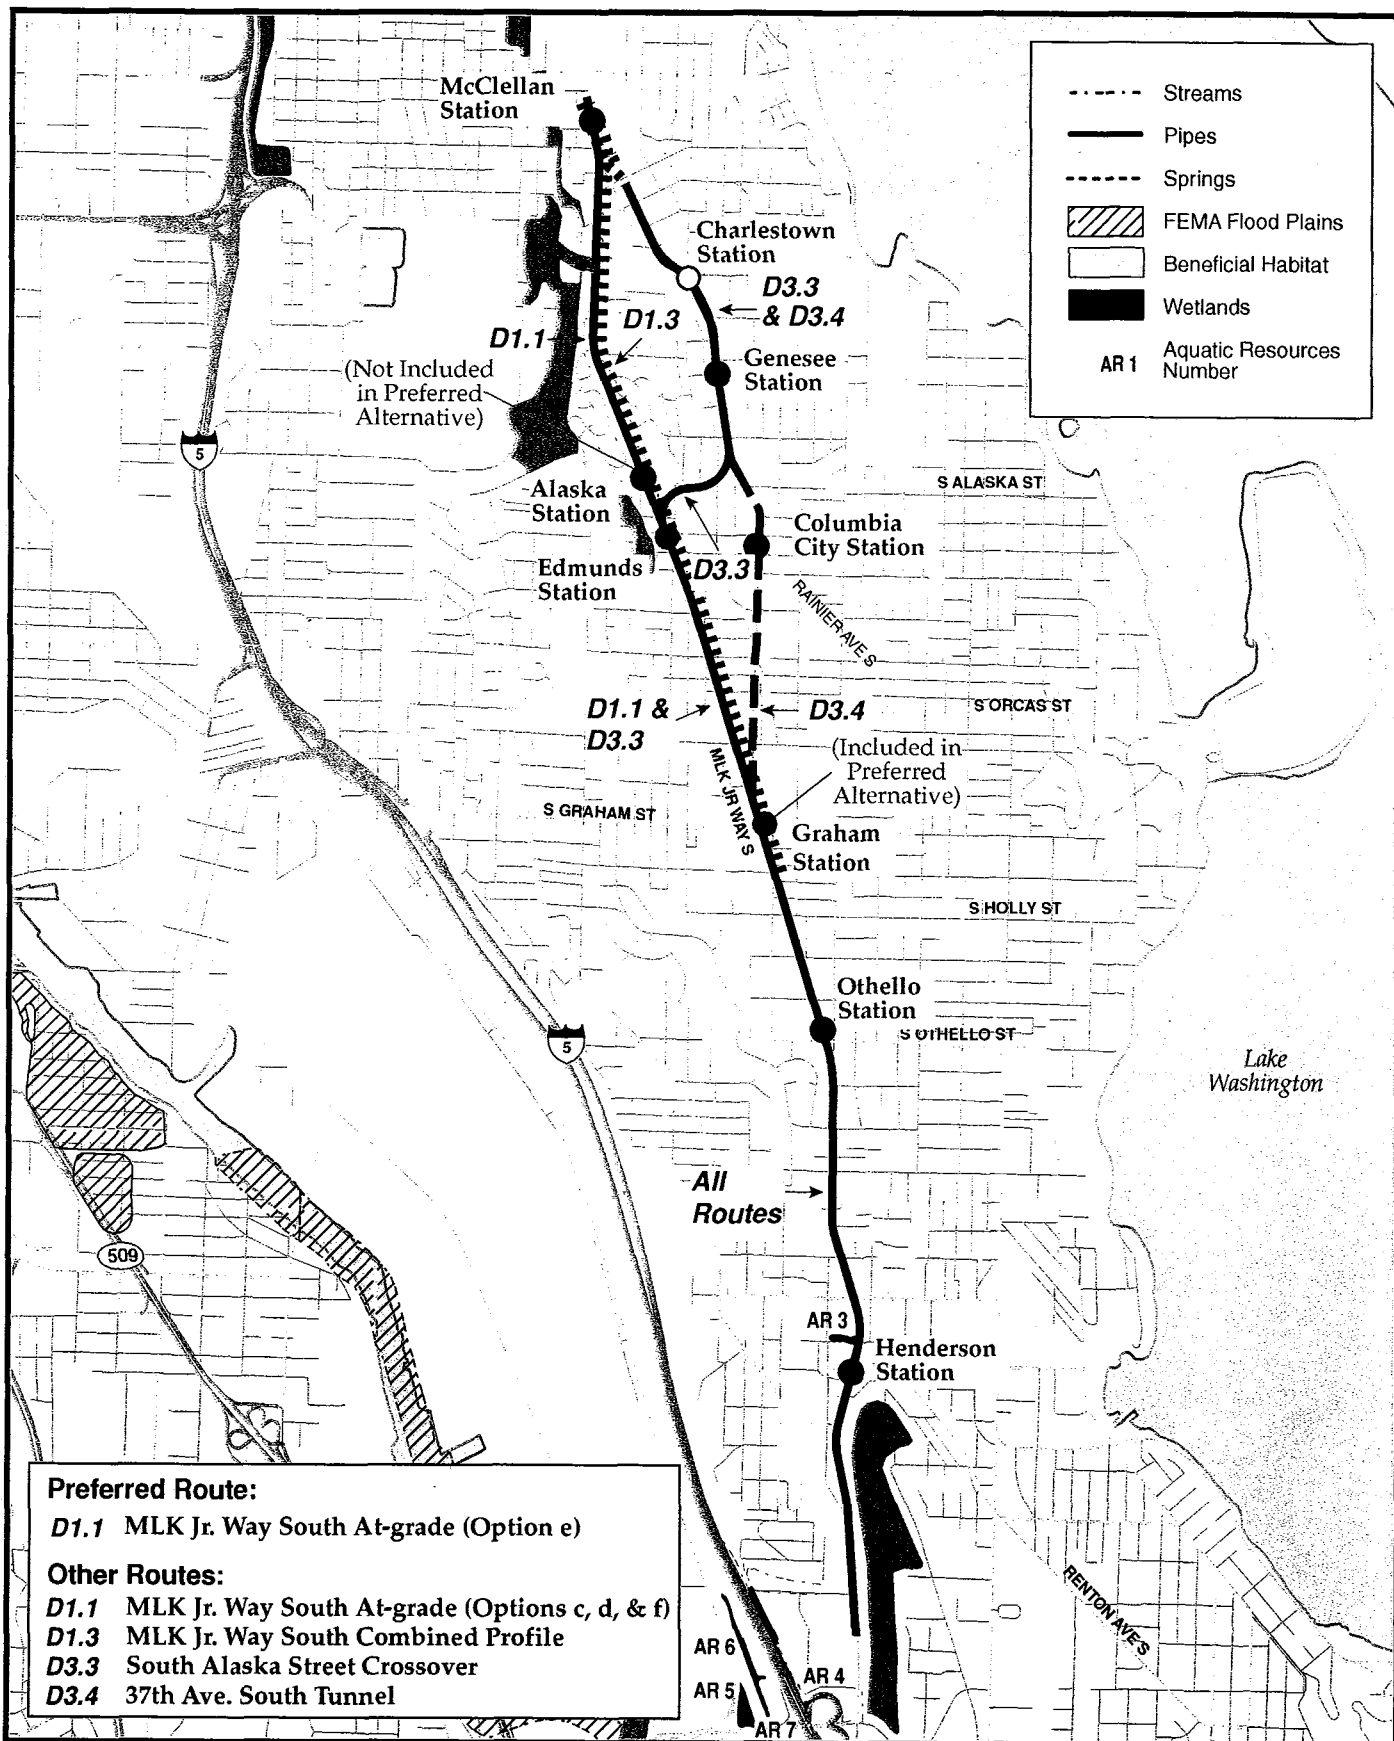 McClellan
Station
Streams
Pipes
Springs
FEMA Flood Plains
Beneficial Habitat
Wetlands
AR 1
Aquatic Resources
Number
Charlestown
Station
D3.3
& D3.4
D1.1
D1.3
(Not Included
in Preferred
Alternative)
Genesee
Station
5
Alaska
Station
S ALASKA ST
Columbia
City Station
Edmunds
Station
D3.3
RAINIER AVE S
D1.1 &
D3.3
D3.4
S ORCAS ST
MLK JR WAY S
(Included in
Preferred
Alternative)
S GRAHAM ST
Graham
Station
S HOLLY ST
Othello
Station
S OTHELLO ST
5
Lake
Washington
All
Routes
509
AR 3
Henderson
Station
Preferred Route:
D1.1 MLK Jr. Way South At-grade (Option e)
Other Routes:
D1.1 MLK Jr. Way South At-grade (Options c, d, & f)
D1.3 MLK Jr. Way South Combined Profile
D3.3 South Alaska Street Crossover
D3.4 37th Ave. South Tunnel
RENTON AVE S
AR 6
AR 5
AR 4
AR 7